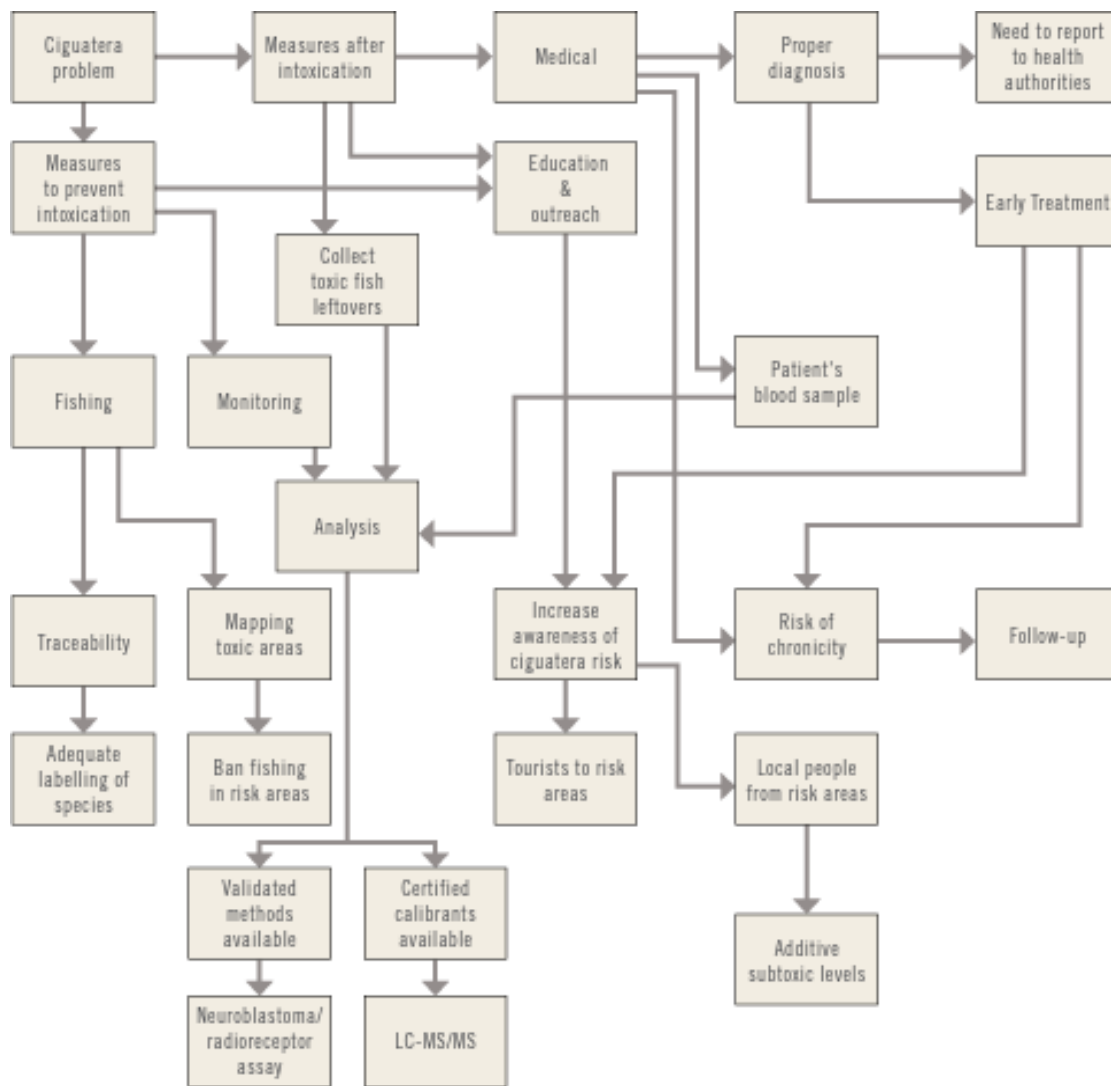 Ciguatera
problem
Measures after
intoxication
Medical
Proper
diagnosis
Need to report
to health
authorities
Measures
to prevent
intoxication
Education
&
outreach
Early Treatment
Collect
toxic fish
leftovers
Fishing
Monitoring
Patient's
blood sample
Analysis
Traceability
Mapping
toxic areas
Increase
awareness of
ciguatera risk
Risk of
chronicity
Follow-up
Adequate
labelling of
species
Ban fishing
in risk areas
Tourists to risk
areas
Local people
from risk areas
Validated
methods
available
Certified
calibrants
available
Additive
subtoxic levels
Neuroblastoma/
radioreceptor
assay
LC-MS/MS